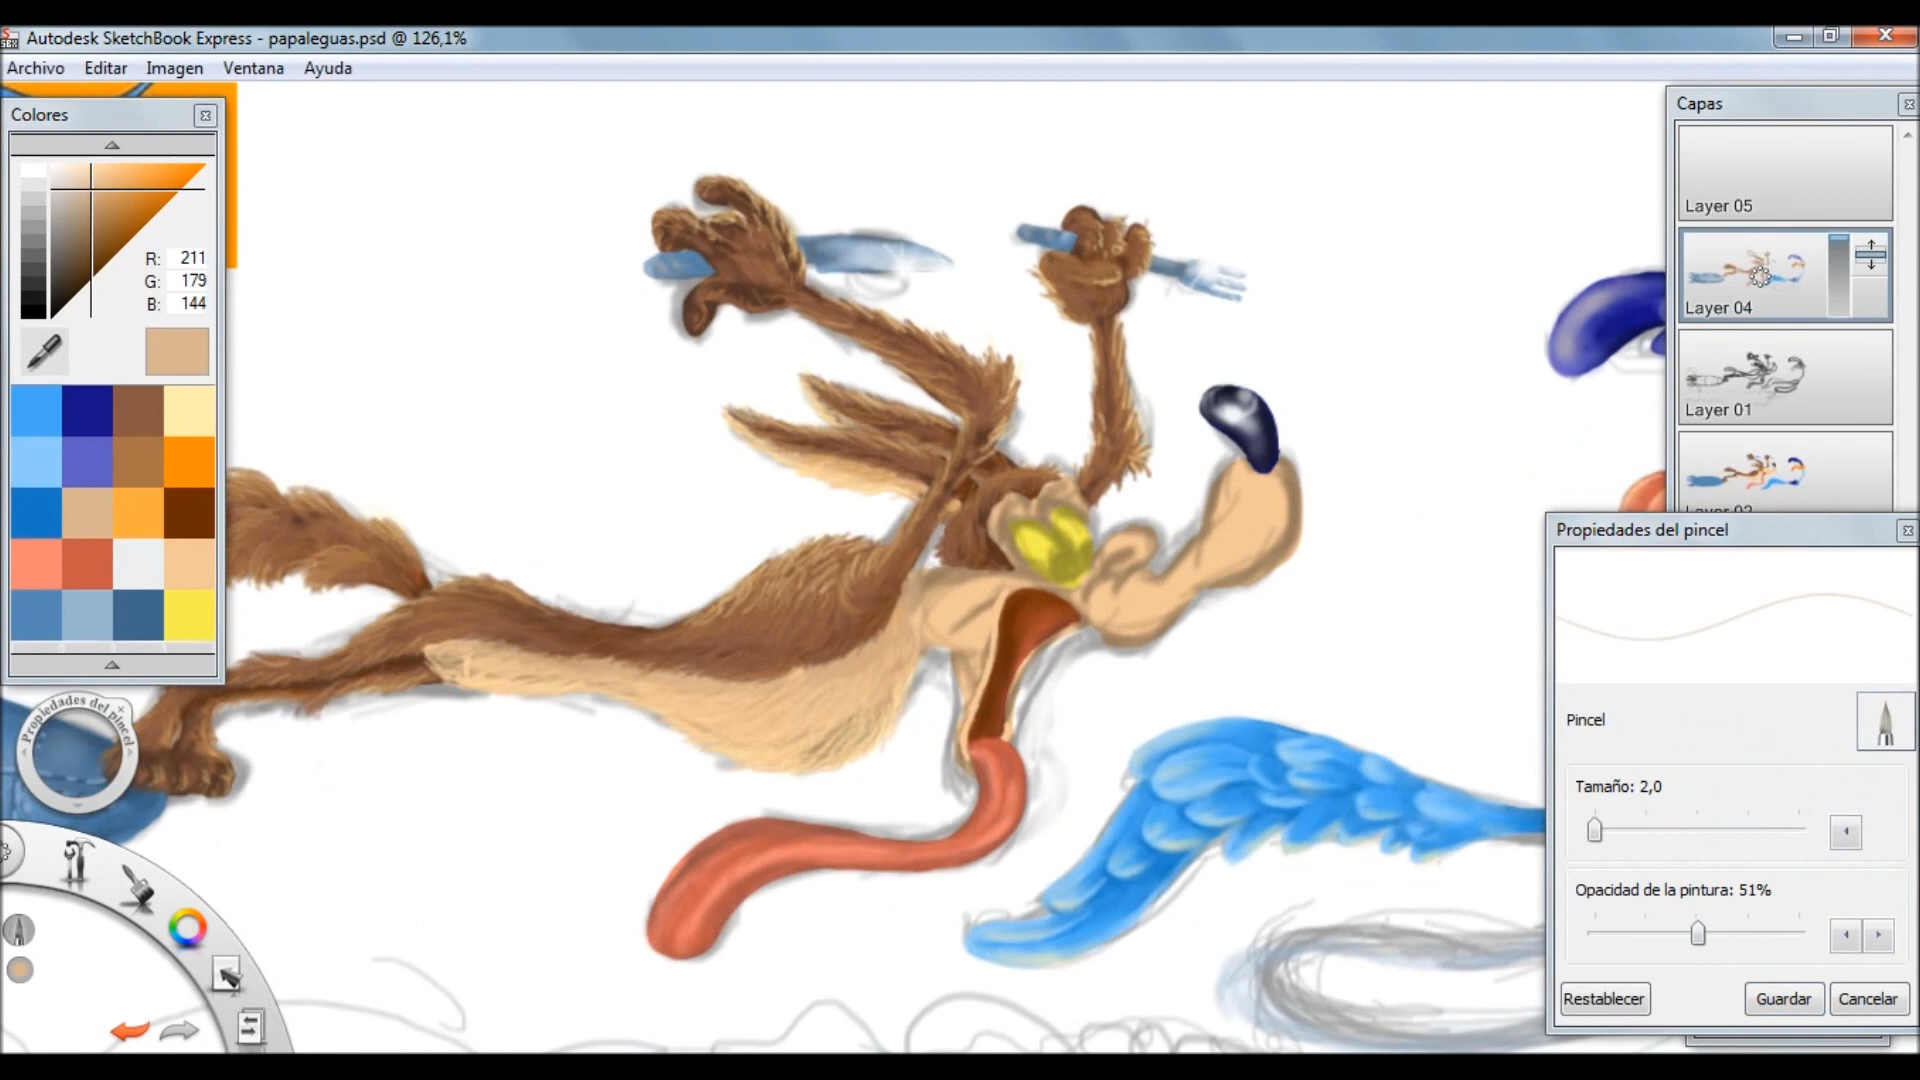 Autodesk SketchBook Express - papaleguas.psd @ 126,1%
Archivo Editar Imagen Ventana Ayuda
Colores
R: 211
G: 179
B: 144
Propiedades del pincel
Capas
Layer 05
Layer 04
Layer 01
Propiedades del pincel
Pincel
Tamaño: 2,0
Opacidad de la pintura: 51%
Restablecer Guardar Cancelar